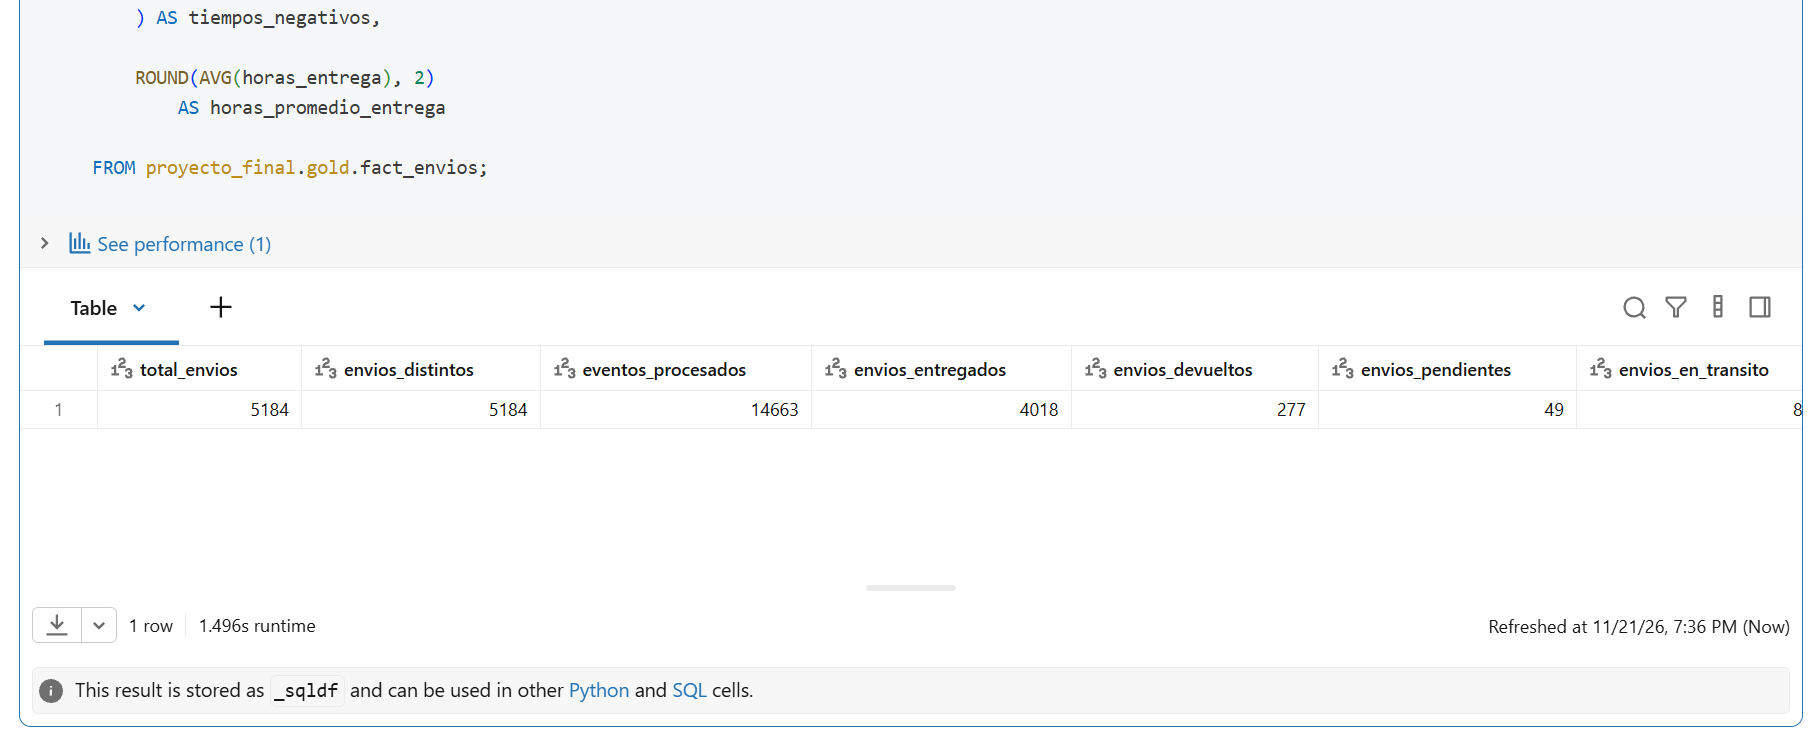 ) AS tiempos_negativos,
ROUND(AVG(horas_entrega), 2)
AS horas_promedio_entrega
FROM proyecto_final.gold.fact_envios;
See performance (1)
Table
total_envios envios_distintos eventos_procesados envios_entregados envios_devueltos envios_pendientes envios_en_transito
1 5184 5184 14663 4018 277 49 8
1 row 1.496s runtime Refreshed at 11/21/26, 7:36 PM (Now)
This result is stored as _sqldf and can be used in other Python and SQL cells.